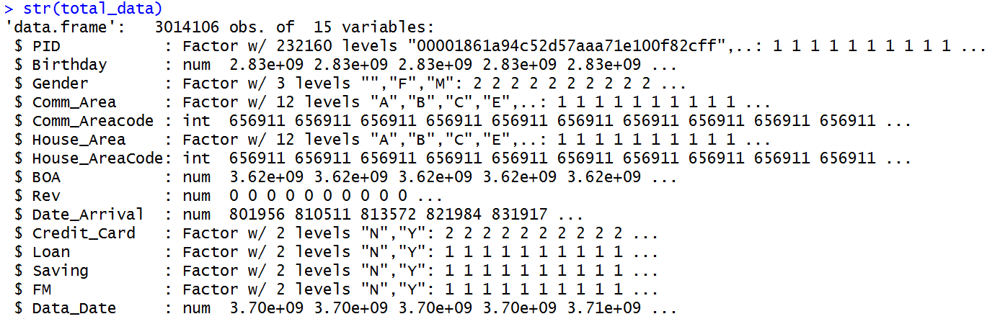 > str(total_data)
'data.frame':   3014106 obs. of  15 variables:
 $ PID           : Factor w/ 232160 levels "00001861a94c52d57aaa71e100f82cff",..: 1 1 1 1 1 1 1 1 1 1 ...
 $ Birthday      : num  2.83e+09 2.83e+09 2.83e+09 2.83e+09 2.83e+09 ...
 $ Gender        : Factor w/ 3 levels "","F","M": 2 2 2 2 2 2 2 2 2 2 ...
 $ Comm_Area     : Factor w/ 12 levels "A","B","C","E",..: 1 1 1 1 1 1 1 1 1 1 ...
 $ Comm_Areacode : int  656911 656911 656911 656911 656911 656911 656911 656911 656911 656911 ...
 $ House_Area    : Factor w/ 12 levels "A","B","C","E",..: 1 1 1 1 1 1 1 1 1 1 ...
 $ House_AreaCode: int  656911 656911 656911 656911 656911 656911 656911 656911 656911 656911 ...
 $ BOA           : num  3.62e+09 3.62e+09 3.62e+09 3.62e+09 3.62e+09 ...
 $ Rev           : num  0 0 0 0 0 0 0 0 0 0 ...
 $ Date_Arrival  : num  801956 810511 813572 821984 831917 ...
 $ Credit_Card   : Factor w/ 2 levels "N","Y": 2 2 2 2 2 2 2 2 2 2 ...
 $ Loan          : Factor w/ 2 levels "N","Y": 1 1 1 1 1 1 1 1 1 1 ...
 $ Saving        : Factor w/ 2 levels "N","Y": 1 1 1 1 1 1 1 1 1 1 ...
 $ FM            : Factor w/ 2 levels "N","Y": 1 1 1 1 1 1 1 1 1 1 ...
 $ Data_Date     : num  3.70e+09 3.70e+09 3.70e+09 3.70e+09 3.71e+09 ...